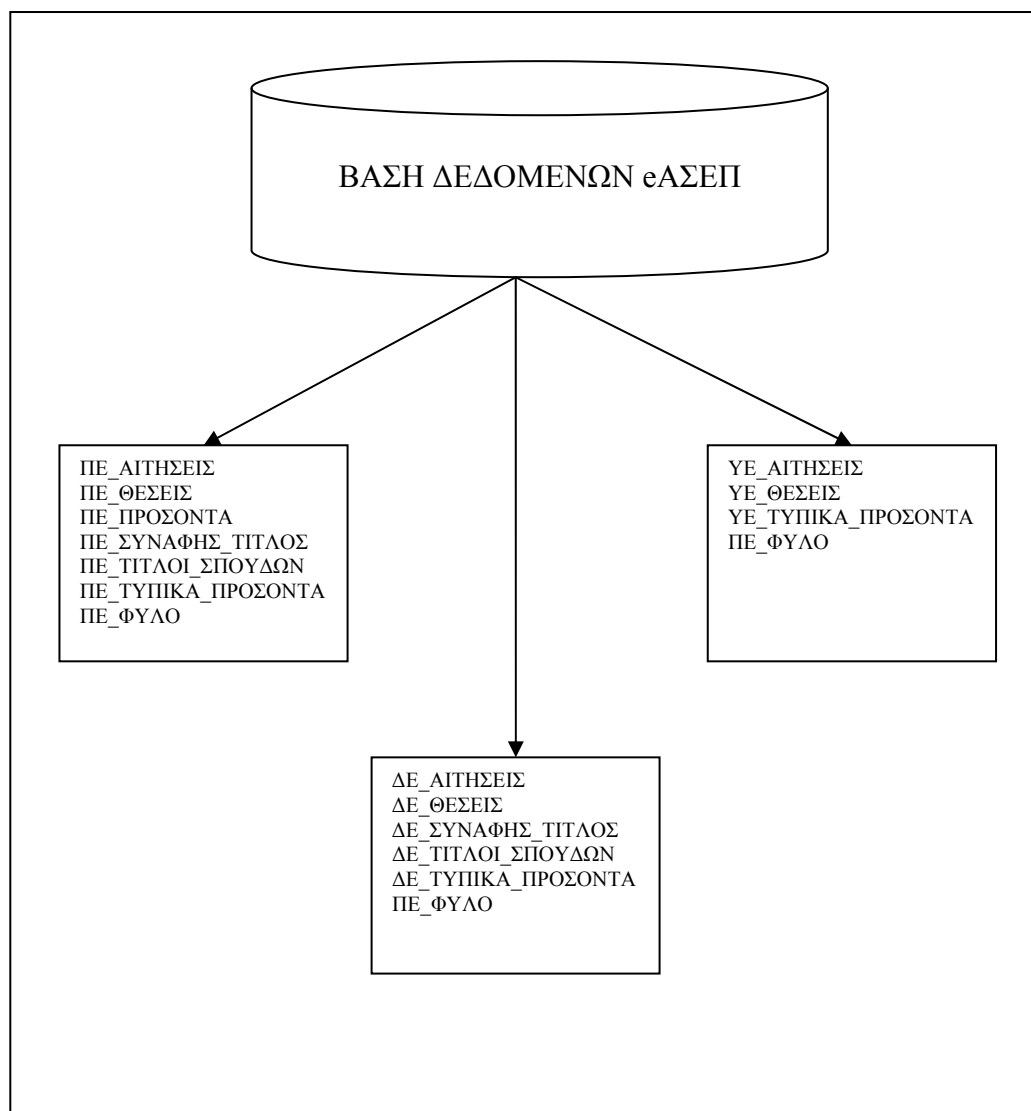 ΒΑΣΗ ΔΕΔΟΜΕΝΩΝ eΑΣΕΠ
ΠΕ_ΑΙΤΗΣΕΙΣ
ΠΕ_ΘΕΣΕΙΣ
ΠΕ_ΠΡΟΣΟΝΤΑ
ΠΕ_ΣΥΝΑΦΗΣ_ΤΙΤΛΟΣ
ΠΕ_ΤΙΤΛΟΙ_ΣΠΟΥΔΩΝ
ΠΕ_ΤΥΠΙΚΑ_ΠΡΟΣΟΝΤΑ
ΠΕ_ΦΥΛΟ
ΥΕ_ΑΙΤΗΣΕΙΣ
ΥΕ_ΘΕΣΕΙΣ
ΥΕ_ΤΥΠΙΚΑ_ΠΡΟΣΟΝΤΑ
ΠΕ_ΦΥΛΟ
ΔΕ_ΑΙΤΗΣΕΙΣ
ΔΕ_ΘΕΣΕΙΣ
ΔΕ_ΣΥΝΑΦΗΣ_ΤΙΤΛΟΣ
ΔΕ_ΤΙΤΛΟΙ_ΣΠΟΥΔΩΝ
ΔΕ_ΤΥΠΙΚΑ_ΠΡΟΣΟΝΤΑ
ΠΕ_ΦΥΛΟ